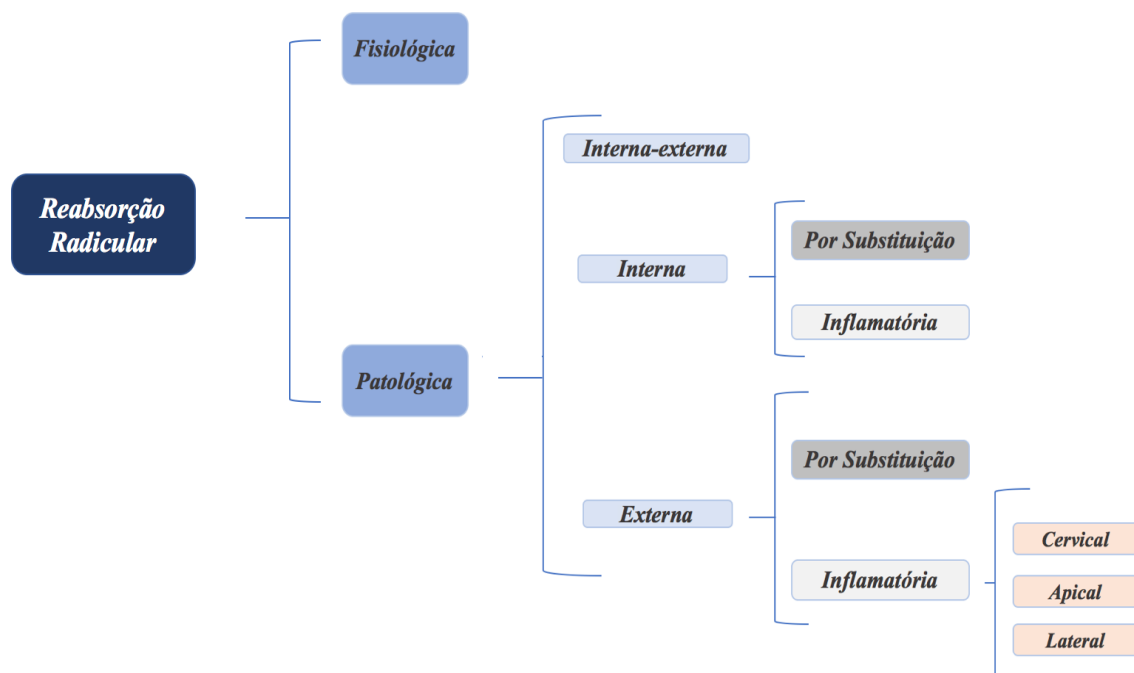 Reabsorção
Radicular
Fisiológica
Patológica
Interna-externa
Interna
Por Substituição
Inflamatória
Externa
Por Substituição
Inflamatória
Cervical
Apical
Lateral